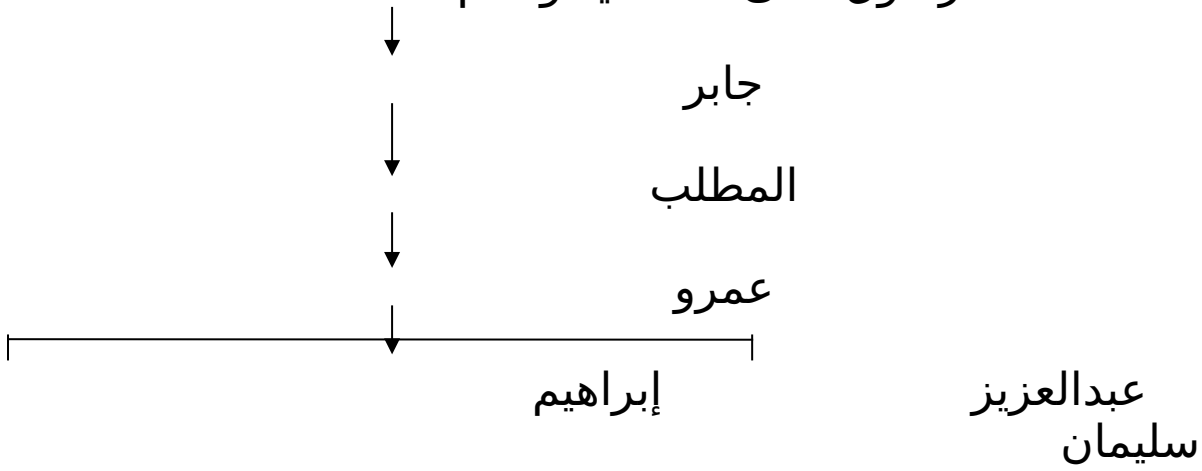 جابر
المطلب
عمرو
عبدالعزيز إبراهيم
سليمان